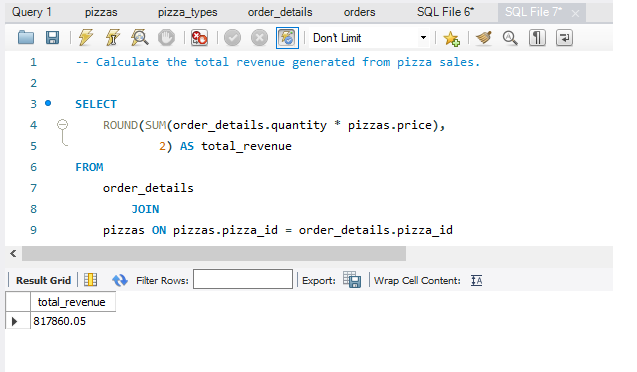 Query 1 pizzas pizza_types order_details orders SQL File 6* SQL File 7*
Don't Limit
1 -- Calculate the total revenue generated from pizza sales.
2
3 SELECT
4 ROUND(SUM(order_details.quantity * pizzas.price),
5 2) AS total_revenue
6 FROM
7 order_details
8 JOIN
9 pizzas ON pizzas.pizza_id = order_details.pizza_id
Result Grid Filter Rows: Export: Wrap Cell Content:
total_revenue
817860.05